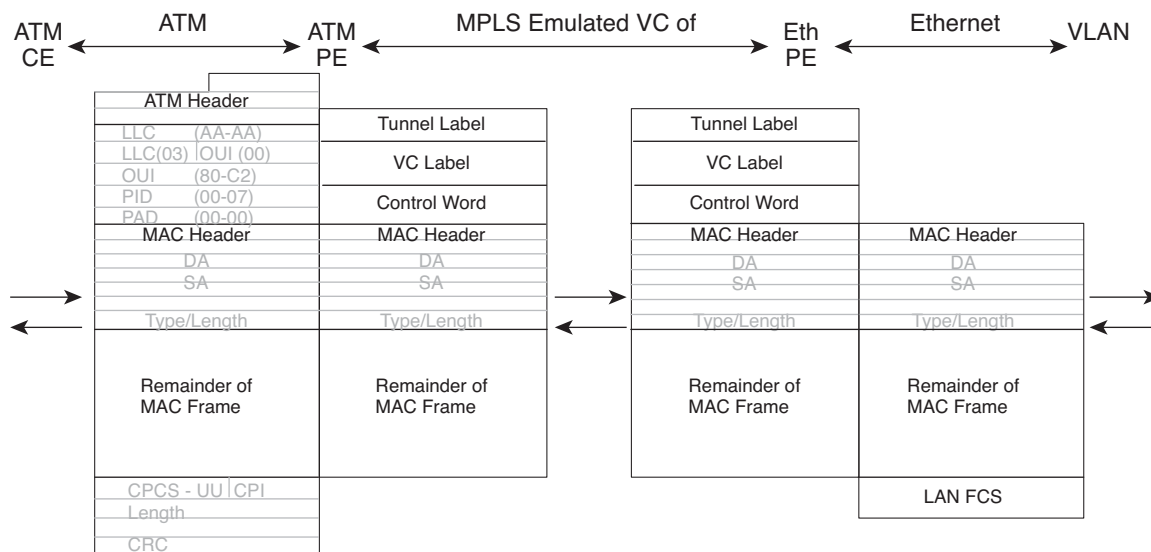 ATM CE
ATM
ATM PE
MPLS Emulated VC of
Eth PE
Ethernet
VLAN
ATM Header
LLC (AA-AA)
LLC(03) OUI (00)
OUI (80-C2)
PID (00-07)
PAD (00-00)
MAC Header
DA
SA
Type/Length
Remainder of
MAC Frame
CPCS - UU CPI
Length
CRC
Tunnel Label
VC Label
Control Word
MAC Header
DA
SA
Type/Length
Remainder of
MAC Frame
Tunnel Label
VC Label
Control Word
MAC Header
DA
SA
Type/Length
Remainder of
MAC Frame
MAC Header
DA
SA
Type/Length
Remainder of
MAC Frame
LAN FCS